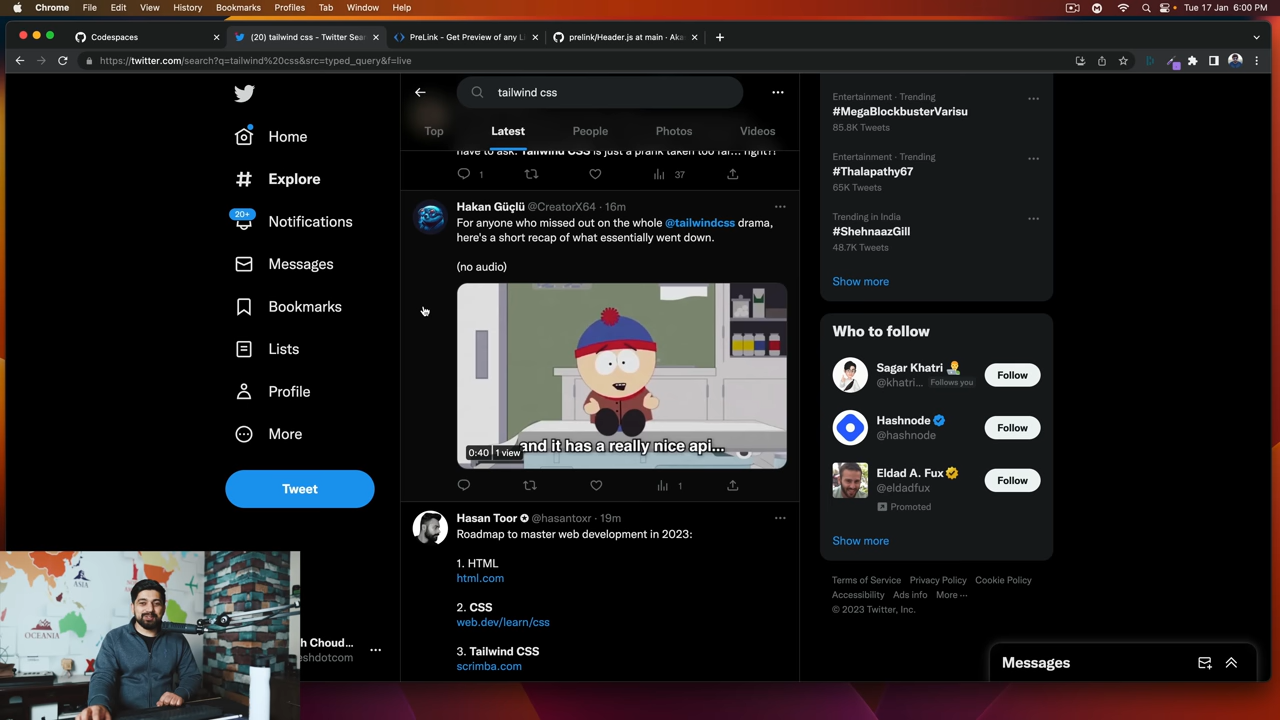 Chrome File Edit View History Bookmarks Profiles Tab Window Help
Tue 17 Jan 6:00 PM
Codespaces
(20) tailwind css - Twitter Sea
PreLink - Get Preview of any Li
prelink/Header.js at main · Aka
https://twitter.com/search?q=tailwind%20css&src=typed_query&f=live
Home
Explore
20+
Notifications
Messages
Bookmarks
Lists
Profile
More
Tweet
h Choud...
eshdotcom
ASIA
OCEANIA
tailwind css
Top Latest People Photos Videos
have to ask. Tailwind CSS is just a prank taken too far... right?!
1 37
Hakan Güçlü @CreatorX64 · 16m
For anyone who missed out on the whole @tailwindcss drama,
here's a short recap of what essentially went down.
(no audio)
and it has a really nice api...
0:40 1 view
1
Hasan Toor @hasantoxr · 19m
Roadmap to master web development in 2023:
1. HTML
html.com
2. CSS
web.dev/learn/css
3. Tailwind CSS
scrimba.com
Entertainment · Trending
#MegaBlockbusterVarisu
85.8K Tweets
Entertainment · Trending
#Thalapathy67
65K Tweets
Trending in India
#ShehnaazGill
48.7K Tweets
Show more
Who to follow
Sagar Khatri
@khatri... Follows you
Follow
Hashnode
@hashnode
Follow
Eldad A. Fux
@eldadfux
Follow
Promoted
Show more
Terms of Service Privacy Policy Cookie Policy
Accessibility Ads info More ···
© 2023 Twitter, Inc.
Messages